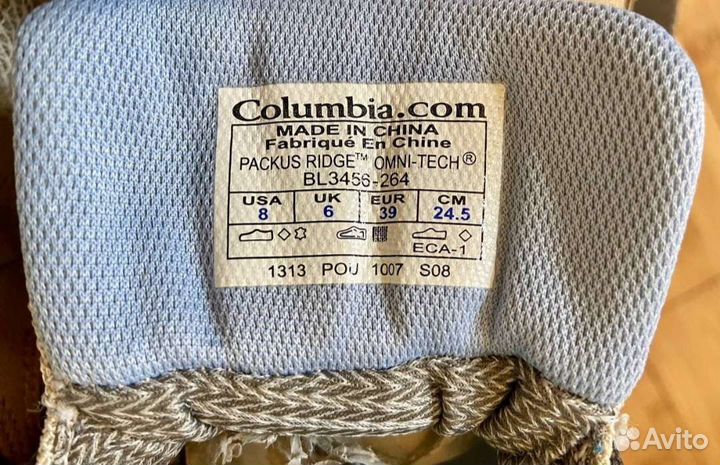 Columbia.com
MADE IN CHINA
Fabriqué En Chine
PACKUS RIDGE™ OMNI-TECH®
BL3456-264
USA UK EUR CM
8 6 39 24.5
ECA-1
1313 POU 1007 S08
Avito